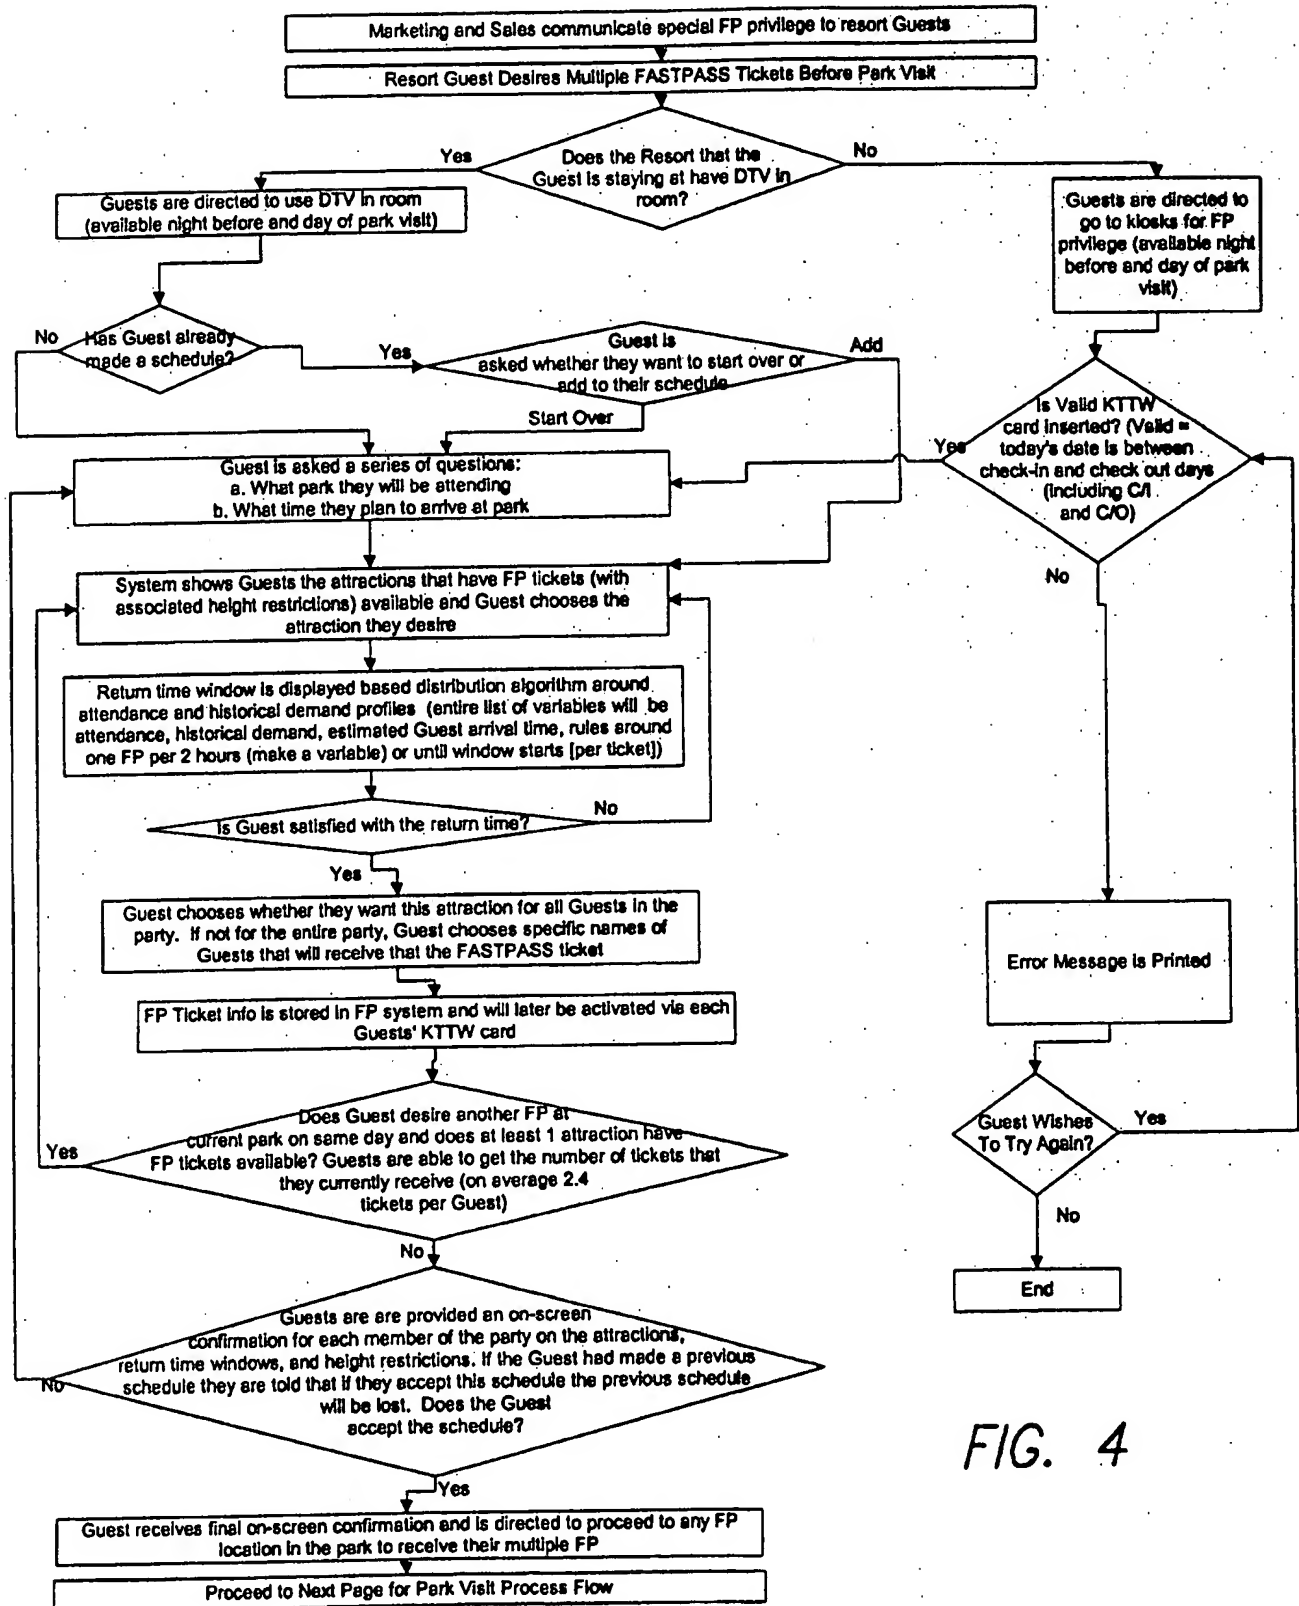 Marketing and Sales communicate special FP privilege to resort Guests
Resort Guest Desires Multiple FASTPASS Tickets Before Park Visit
Does the Resort that the
Guest is staying at have DTV in
room?
Yes
No
Guests are directed to use DTV in room
(available night before and day of park visit)
Guests are directed to
go to kiosks for FP
privilege (available night
before and day of park
visit)
Has Guest already
made a schedule?
No
Yes
Guest is
asked whether they want to start over or
add to their schedule
Add
Start Over
Is Valid KTTW
card inserted? (Valid =
today's date is between
check-in and check out days
(including C/I
and C/O)
Yes
No
Guest is asked a series of questions:
a. What park they will be attending
b. What time they plan to arrive at park
System shows Guests the attractions that have FP tickets (with
associated height restrictions) available and Guest chooses the
attraction they desire
Return time window is displayed based distribution algorithm around
attendance and historical demand profiles (entire list of variables will be
attendance, historical demand, estimated Guest arrival time, rules around
one FP per 2 hours (make a variable) or until window starts [per ticket])
Is Guest satisfied with the return time?
No
Yes
Guest chooses whether they want this attraction for all Guests in the
party. If not for the entire party, Guest chooses specific names of
Guests that will receive that the FASTPASS ticket
FP Ticket info is stored in FP system and will later be activated via each
Guests' KTTW card
Error Message is Printed
Does Guest desire another FP at
current park on same day and does at least 1 attraction have
FP tickets available? Guests are able to get the number of tickets that
they currently receive (on average 2.4
tickets per Guest)
Yes
No
Guest Wishes
To Try Again?
Yes
No
End
Guests are are provided an on-screen
confirmation for each member of the party on the attractions,
return time windows, and height restrictions. If the Guest had made a previous
schedule they are told that if they accept this schedule the previous schedule
will be lost. Does the Guest
accept the schedule?
No
Yes
FIG. 4
Guest receives final on-screen confirmation and is directed to proceed to any FP
location in the park to receive their multiple FP
Proceed to Next Page for Park Visit Process Flow